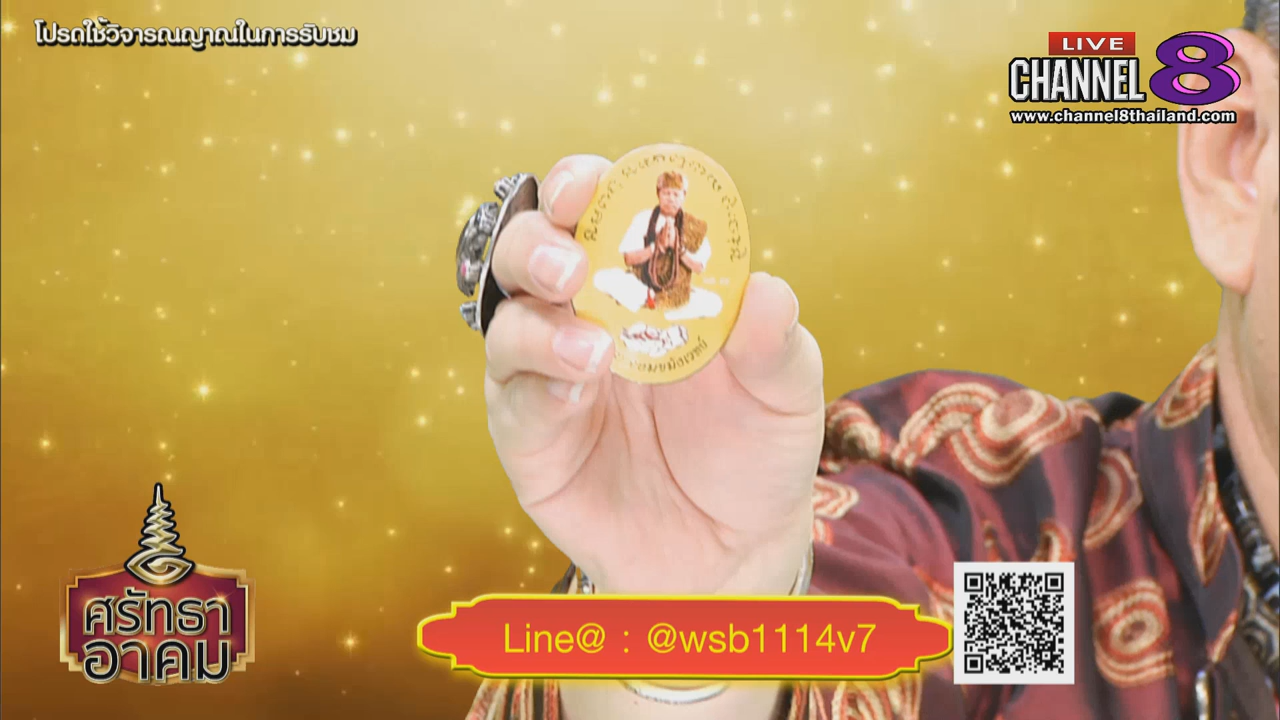 โปรดใช้วิจารณญาณในการรับชม
LIVE
CHANNEL 8
www.channel8thailand.com
ศรัทธา
อาคม
Line@ : @wsb1114v7